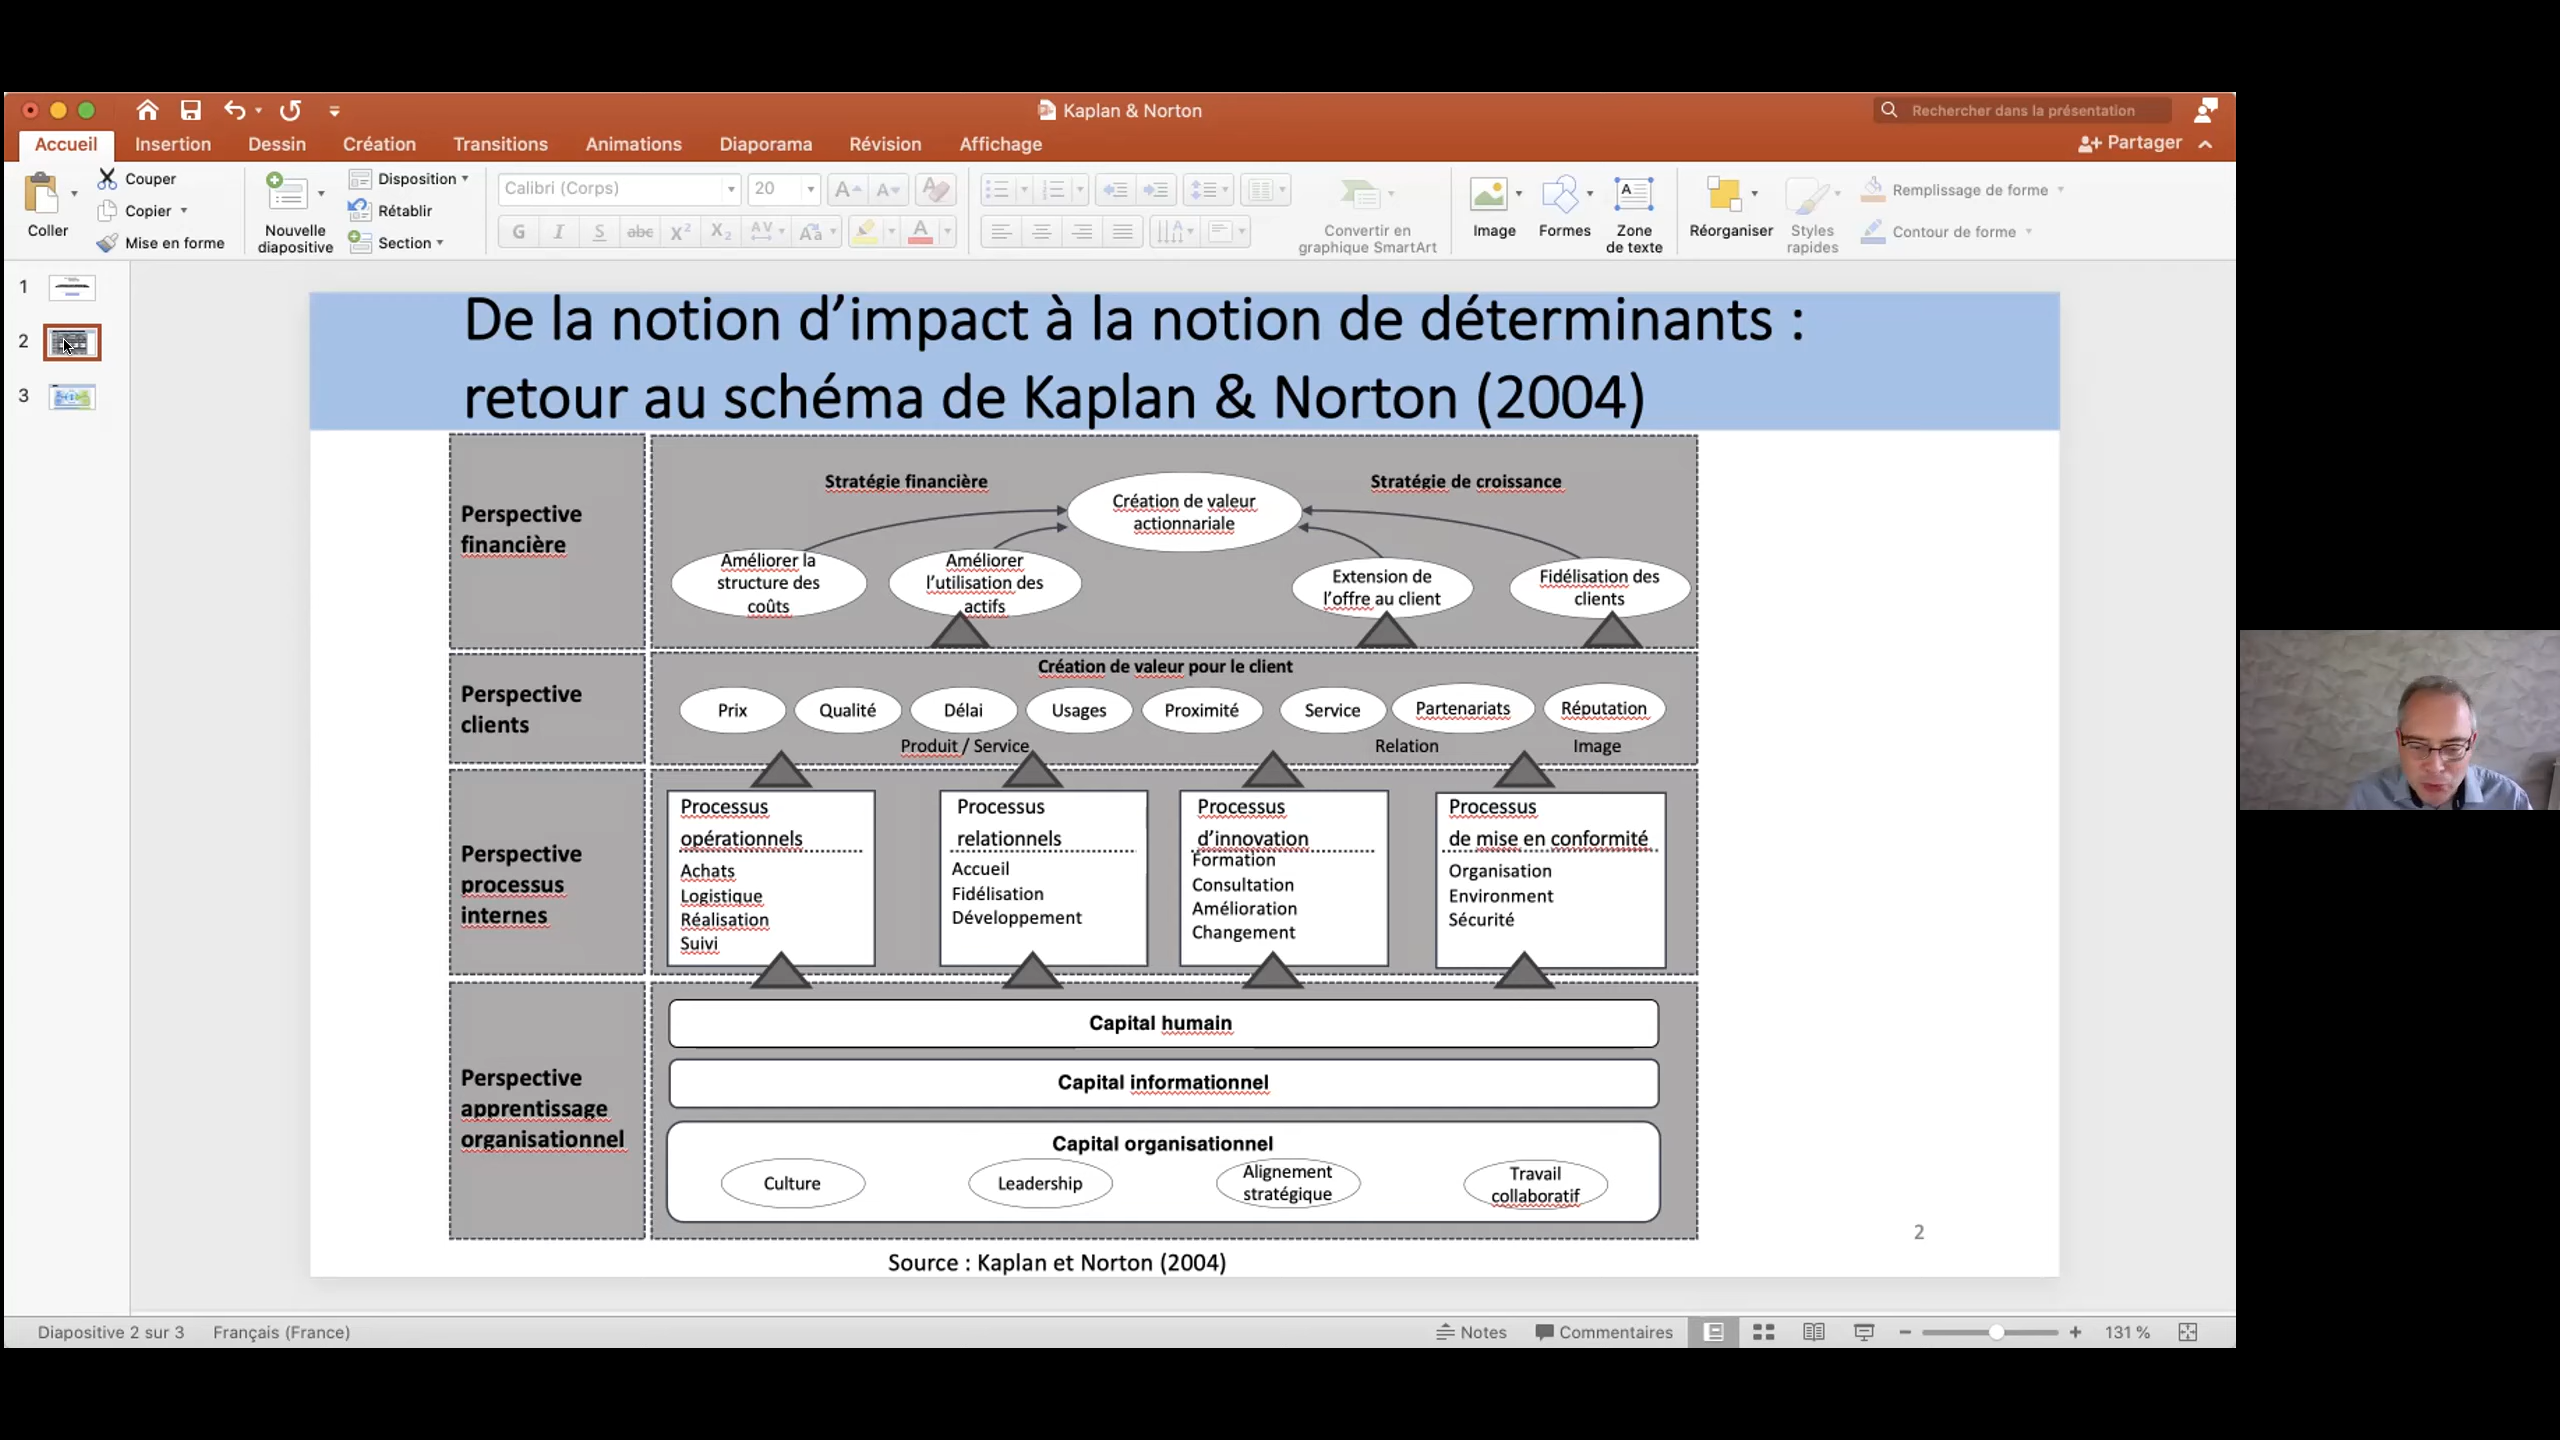 Kaplan & Norton
Rechercher dans la présentation
Accueil
Insertion
Dessin
Création
Transitions
Animations
Diaporama
Révision
Affichage
Partager
Coller
Couper
Copier
Mise en forme
Nouvelle
diapositive
Disposition
Rétablir
Section
Calibri (Corps)
20
G I S abc X² X₂ AV Aa A
Convertir en
graphique SmartArt
Image
Formes
Zone
de texte
Réorganiser
Styles
rapides
Remplissage de forme
Contour de forme
1
2
3
De la notion d’impact à la notion de déterminants :
retour au schéma de Kaplan & Norton (2004)
Perspective
financière
Stratégie financière
Stratégie de croissance
Création de valeur
actionnariale
Améliorer la
structure des
coûts
Améliorer
l’utilisation des
actifs
Extension de
l’offre au client
Fidélisation des
clients
Perspective
clients
Création de valeur pour le client
Prix
Qualité
Délai
Usages
Proximité
Service
Partenariats
Réputation
Produit / Service
Relation
Image
Perspective
processus
internes
Processus
opérationnels
Achats
Logistique
Réalisation
Suivi
Processus
relationnels
Accueil
Fidélisation
Développement
Processus
d’innovation
Formation
Consultation
Amélioration
Changement
Processus
de mise en conformité
Organisation
Environment
Sécurité
Perspective
apprentissage
organisationnel
Capital humain
Capital informationnel
Capital organisationnel
Culture
Leadership
Alignement
stratégique
Travail
collaboratif
2
Source : Kaplan et Norton (2004)
Diapositive 2 sur 3
Français (France)
Notes
Commentaires
131 %